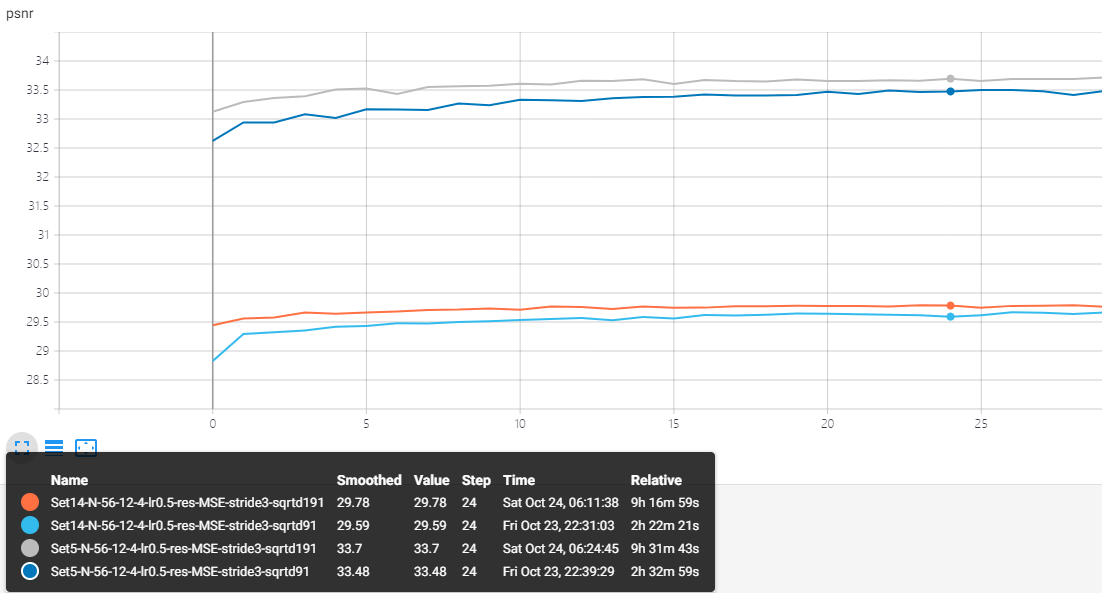 psnr
34
33.5
33
32.5
32
31.5
31
30.5
30
29.5
29
28.5
0 5 10 15 20 25
Name Smoothed Value Step Time Relative
Set14-N-56-12-4-lr0.5-res-MSE-stride3-sqrtd191 29.78 29.78 24 Sat Oct 24, 06:11:38 9h 16m 59s
Set14-N-56-12-4-lr0.5-res-MSE-stride3-sqrtd91 29.59 29.59 24 Fri Oct 23, 22:31:03 2h 22m 21s
Set5-N-56-12-4-lr0.5-res-MSE-stride3-sqrtd191 33.7 33.7 24 Sat Oct 24, 06:24:45 9h 31m 43s
Set5-N-56-12-4-lr0.5-res-MSE-stride3-sqrtd91 33.48 33.48 24 Fri Oct 23, 22:39:29 2h 32m 59s